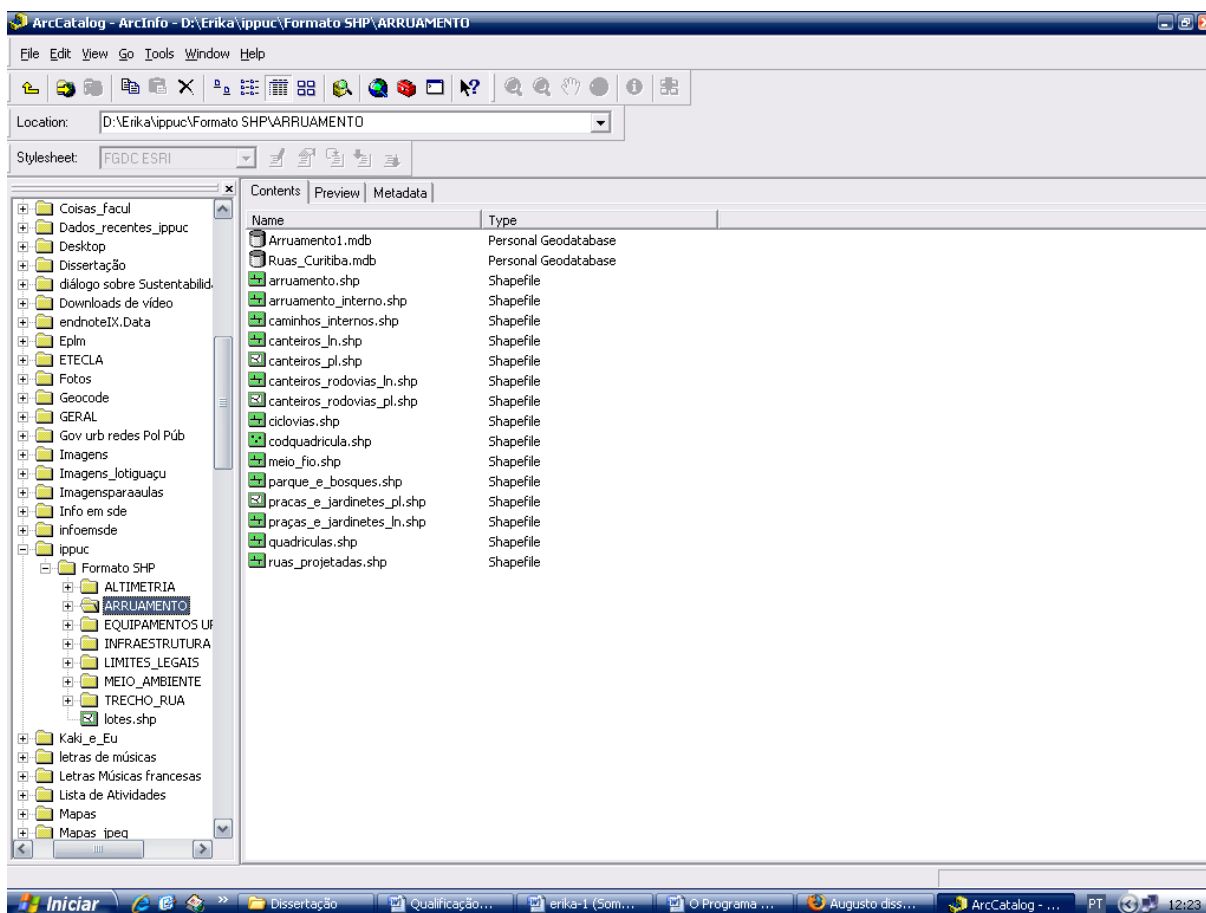 ArcCatalog - ArcInfo - D:\Erika\ippuc\Formato SHP\ARRUAMENTO
File Edit View Go Tools Window Help
Location: D:\Erika\ippuc\Formato SHP\ARRUAMENTO
Stylesheet: FGDC ESRI
Coisas_facul
Dados_recentes_ippuc
Desktop
Dissertação
diálogo sobre Sustentabilid
Downloads de vídeo
endnoteIX.Data
Eplm
ETECLA
Fotos
Geocode
GERAL
Gov urb redes Pol Púb
Imagens
Imagens_lotiguaçu
Imagensparaaulas
Info em sde
infoemsde
ippuc
Formato SHP
ALTIMETRIA
ARRUAMENTO
EQUIPAMENTOS UR
INFRAESTRUTURA
LIMITES_LEGAIS
MEIO_AMBIENTE
TRECHO_RUA
lotes.shp
Kaki_e_Eu
letras de músicas
Letras Músicas francesas
Lista de Atividades
Mapas
Mapas jpeg
Contents Preview Metadata
Name Type
Arruamento1.mdb Personal Geodatabase
Ruas_Curitiba.mdb Personal Geodatabase
arruamento.shp Shapefile
arruamento_interno.shp Shapefile
caminhos_internos.shp Shapefile
canteiros_ln.shp Shapefile
canteiros_pl.shp Shapefile
canteiros_rodovias_ln.shp Shapefile
canteiros_rodovias_pl.shp Shapefile
ciclovias.shp Shapefile
codquadricula.shp Shapefile
meio_fio.shp Shapefile
parque_e_bosques.shp Shapefile
pracas_e_jardinetes_pl.shp Shapefile
praças_e_jardinetes_ln.shp Shapefile
quadriculas.shp Shapefile
ruas_projetadas.shp Shapefile
Iniciar » Dissertação Qualificação... erika-1 (Som... O Programa ... Augusto diss... ArcCatalog - ... PT 12:23